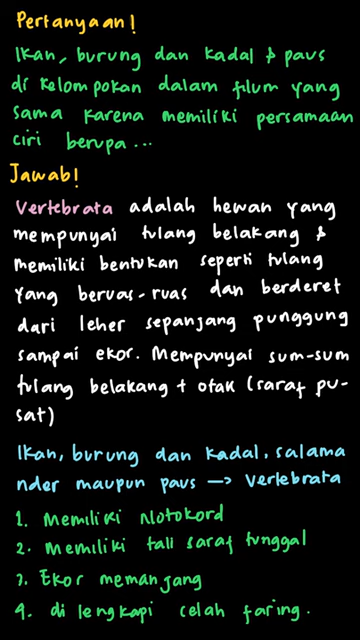 Pertanyaan!
Ikan, burung dan kadal & paus
di kelompokan dalam filum yang
sama karena memiliki persamaan
ciri berupa...
Jawab!
Vertebrata adalah hewan yang
mempunyai tulang belakang &
memiliki bentukan seperti tulang
yang beruas-ruas dan berderet
dari leher sepanjang punggung
sampai ekor. Mempunyai sum-sum
tulang belakang + otak (saraf pu-
sat)
Ikan, burung dan kadal, salama
nder maupun paus → vertebrata
1. Memiliki Notokord
2. Memiliki tali saraf tunggal
3. Ekor memanjang
4. di lengkapi celah faring.